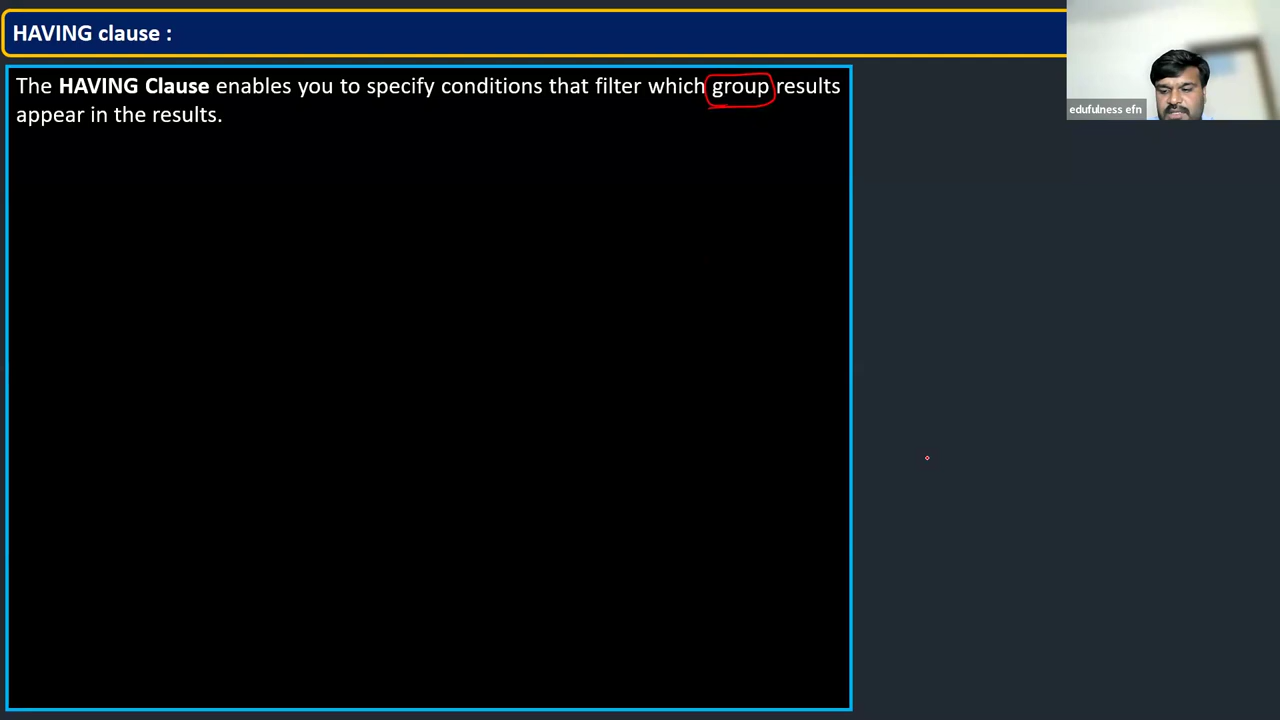 HAVING clause :
The HAVING Clause enables you to specify conditions that filter which group results
appear in the results.
edufulness efn